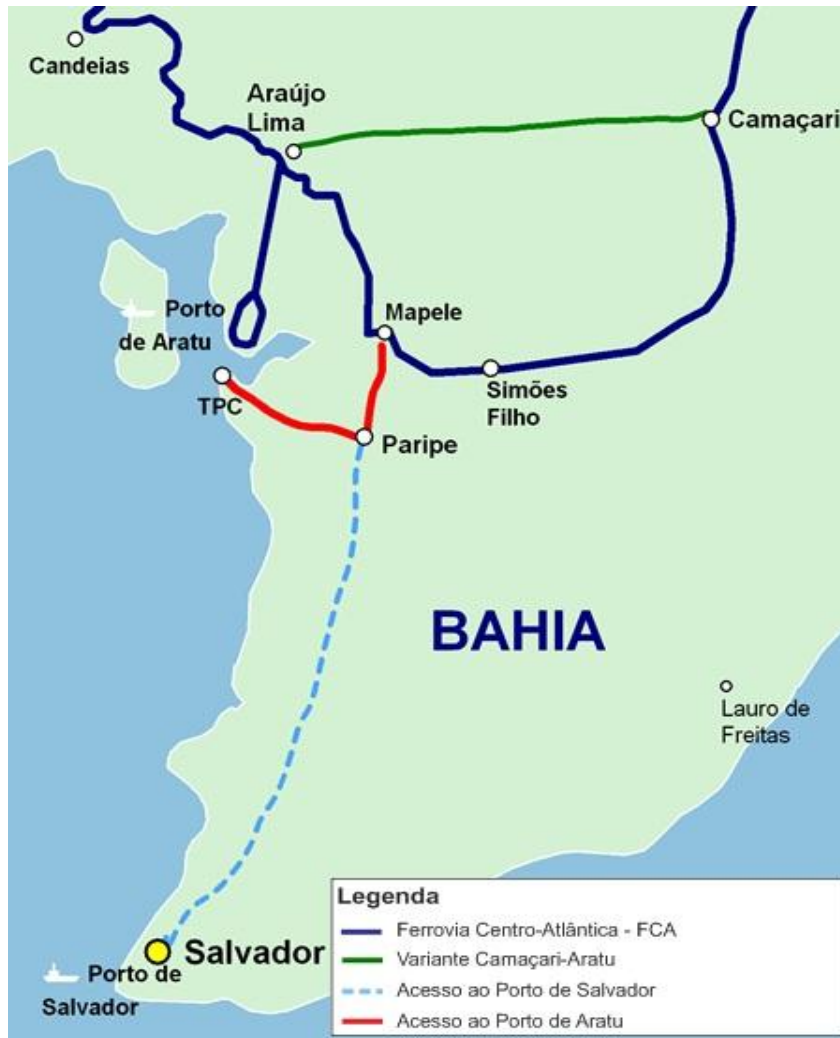 Candeias
Araújo
Lima
Camaçari
Porto
de Aratu
Mapele
TPC
Simões
Filho
Paripe
BAHIA
Lauro de
Freitas
Salvador
Porto de
Salvador
Legenda
Ferrovia Centro-Atlântica - FCA
Variante Camaçari-Aratu
Acesso ao Porto de Salvador
Acesso ao Porto de Aratu